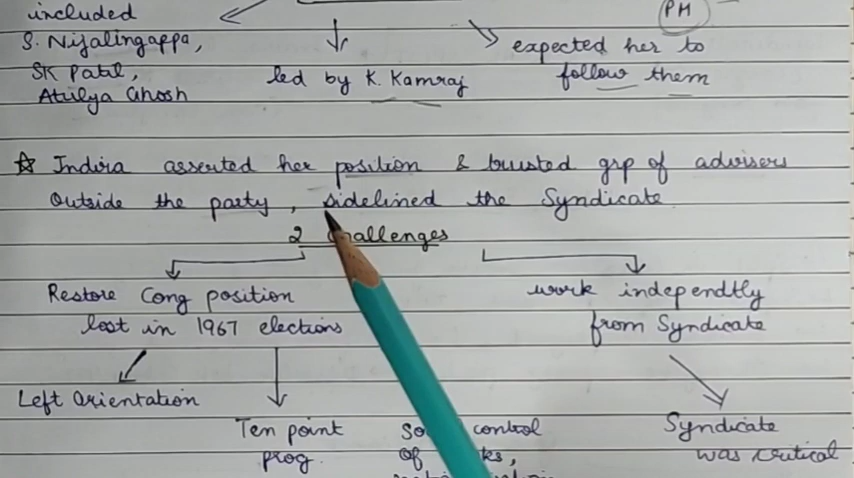 PM
included
S. Nijalingappa,
SK Patil,
Atulya Ghosh
led by K. Kamraj
expected her to
follow them
☆ Indira asserted her position & trusted grp of advisers
outside the party, sidelined the Syndicate
2 challenges
Restore Cong position
lost in 1967 elections
work independtly
from Syndicate
Left Orientation
Ten point
prog.
control
of
Syndicate
was critical